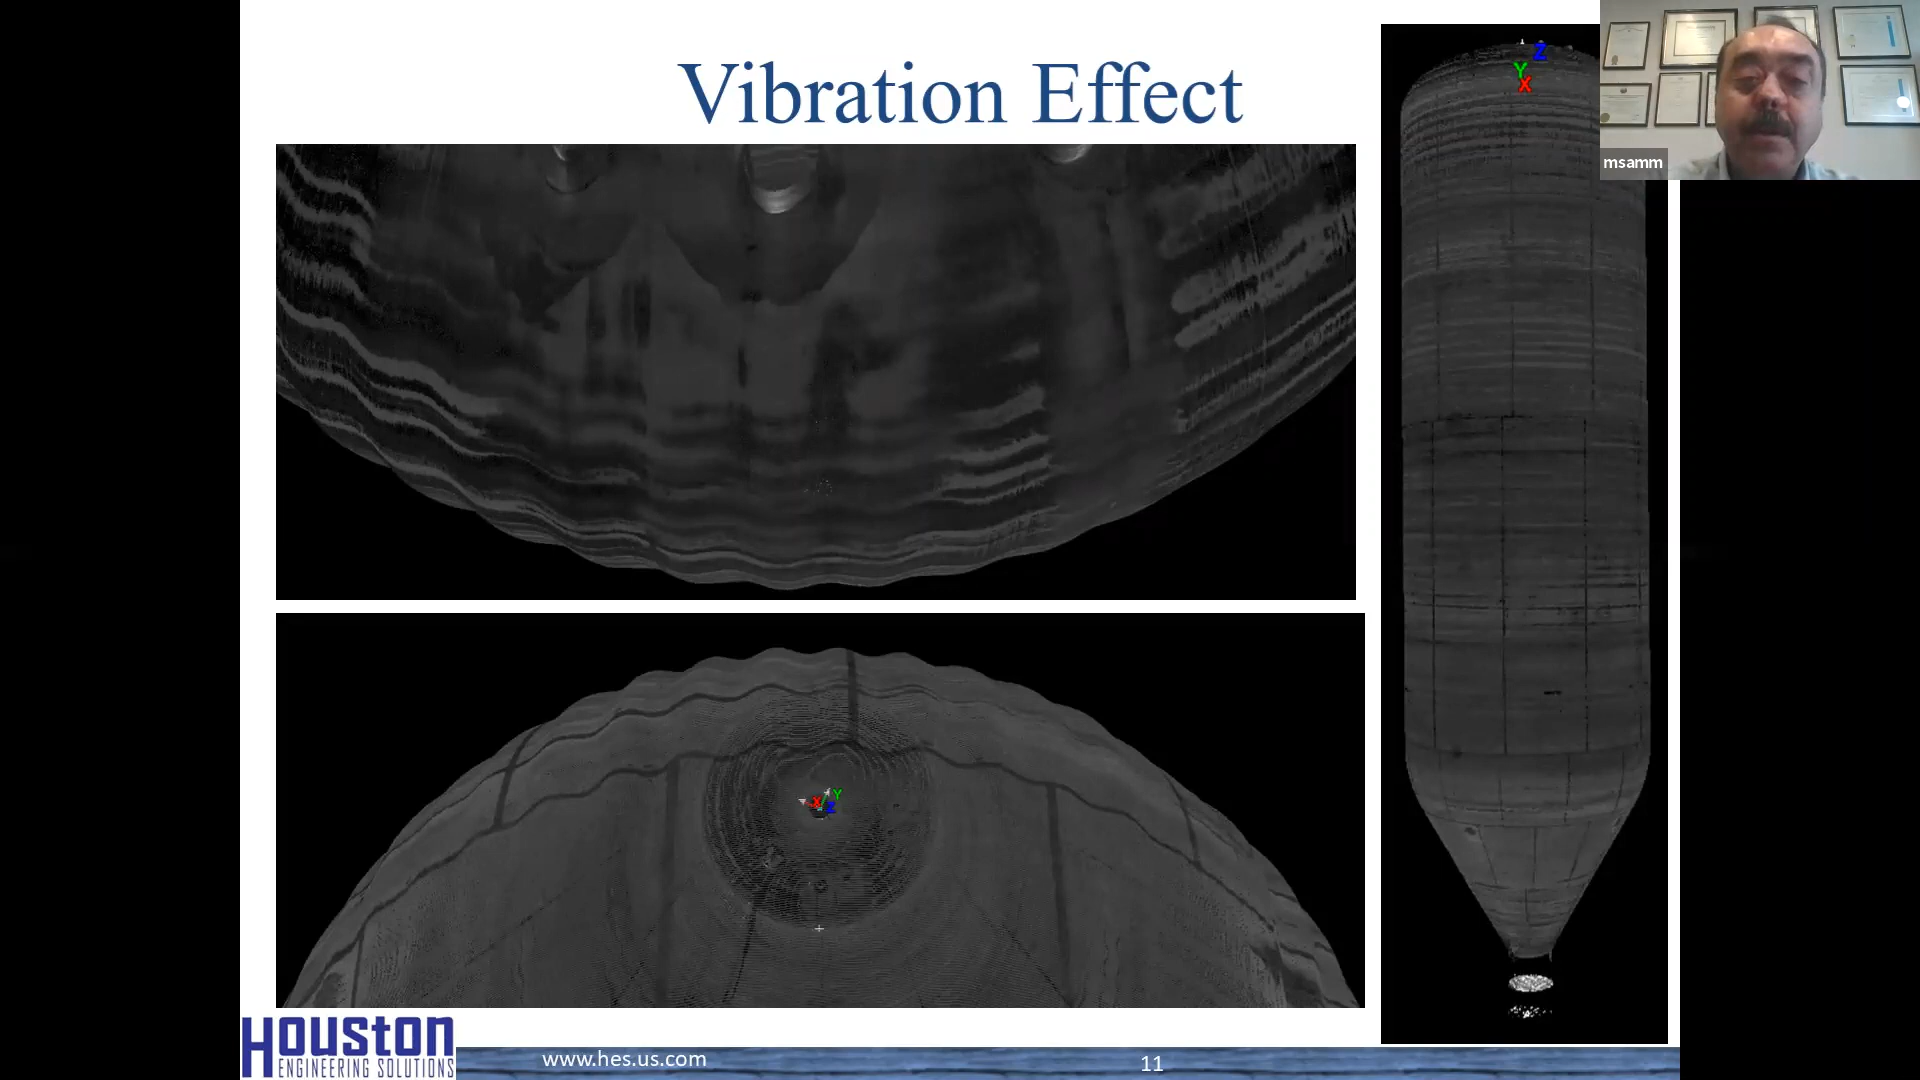 Vibration Effect
Z
Y
X
msamm
X
Y
Z
Houston
ENGINEERING SOLUTIONS
www.hes.us.com
11